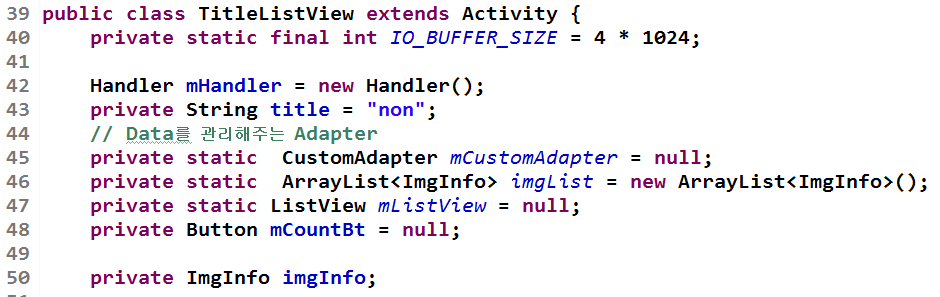 39 public class TitleListView extends Activity {
40     private static final int IO_BUFFER_SIZE = 4 * 1024;
41
42     Handler mHandler = new Handler();
43     private String title = "non";
44     // Data를 관리해주는 Adapter
45     private static  CustomAdapter mCustomAdapter = null;
46     private static  ArrayList<ImgInfo> imgList = new ArrayList<ImgInfo>();
47     private static ListView mListView = null;
48     private Button mCountBt = null;
49
50     private ImgInfo imgInfo;